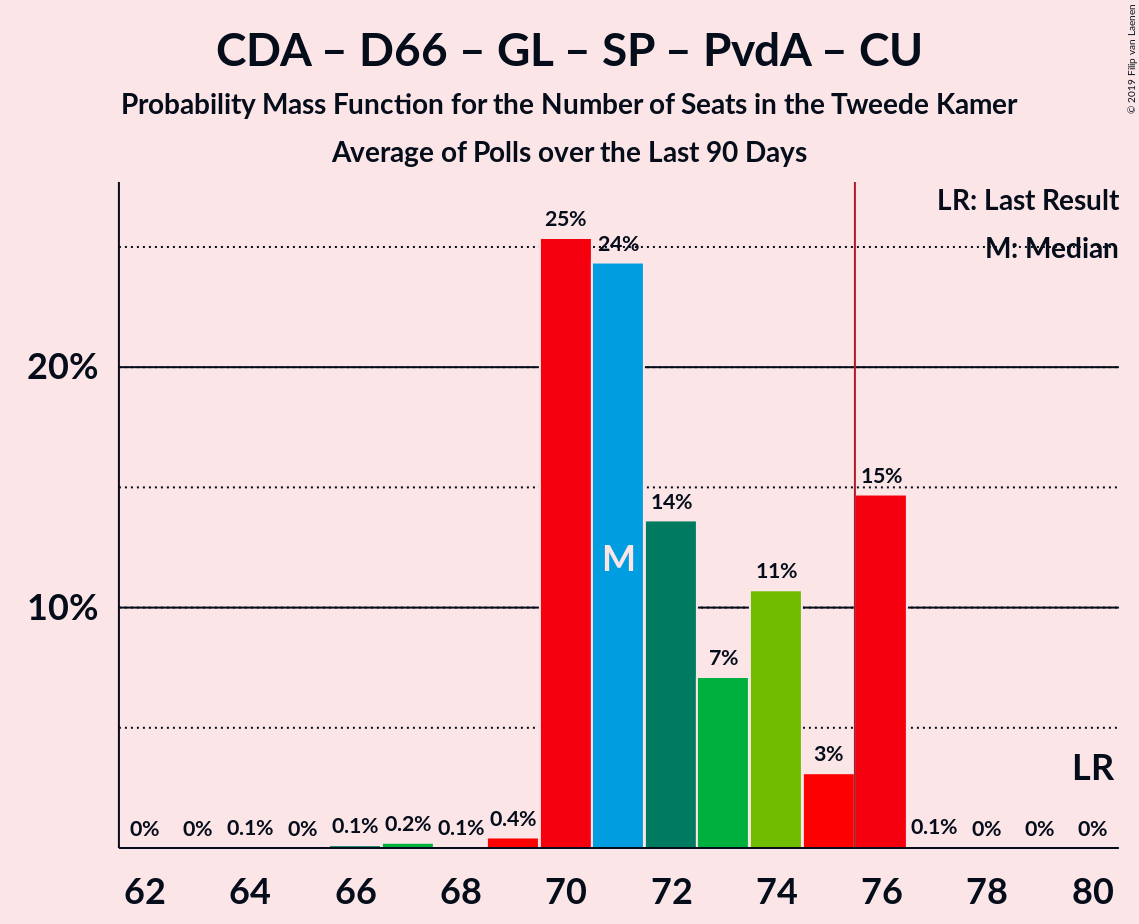 CDA – D66 – GL – SP – PvdA – CU
Probability Mass Function for the Number of Seats in the Tweede Kamer
Average of Polls over the Last 90 Days
© 2019 Filip van Laenen
LR: Last Result
M: Median
20%
10%
0%
0%
0.1%
0%
0.1%
0.2%
0.1%
0.4%
25%
24%
14%
7%
11%
3%
15%
0.1%
0%
0%
0%
M
LR
62 64 66 68 70 72 74 76 78 80